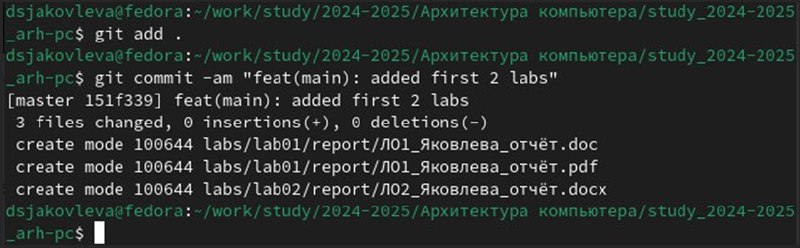 dsjakovleva@fedora:~/work/study/2024-2025/Архитектура компьютера/study_2024-2025
_arh-pc$ git add .
dsjakovleva@fedora:~/work/study/2024-2025/Архитектура компьютера/study_2024-2025
_arh-pc$ git commit -am "feat(main): added first 2 labs"
[master 151f339] feat(main): added first 2 labs
3 files changed, 0 insertions(+), 0 deletions(-)
create mode 100644 labs/lab01/report/ЛО1_Яковлева_отчёт.doc
create mode 100644 labs/lab01/report/ЛО1_Яковлева_отчёт.pdf
create mode 100644 labs/lab02/report/ЛО2_Яковлева_отчёт.docx
dsjakovleva@fedora:~/work/study/2024-2025/Архитектура компьютера/study_2024-2025
_arh-pc$